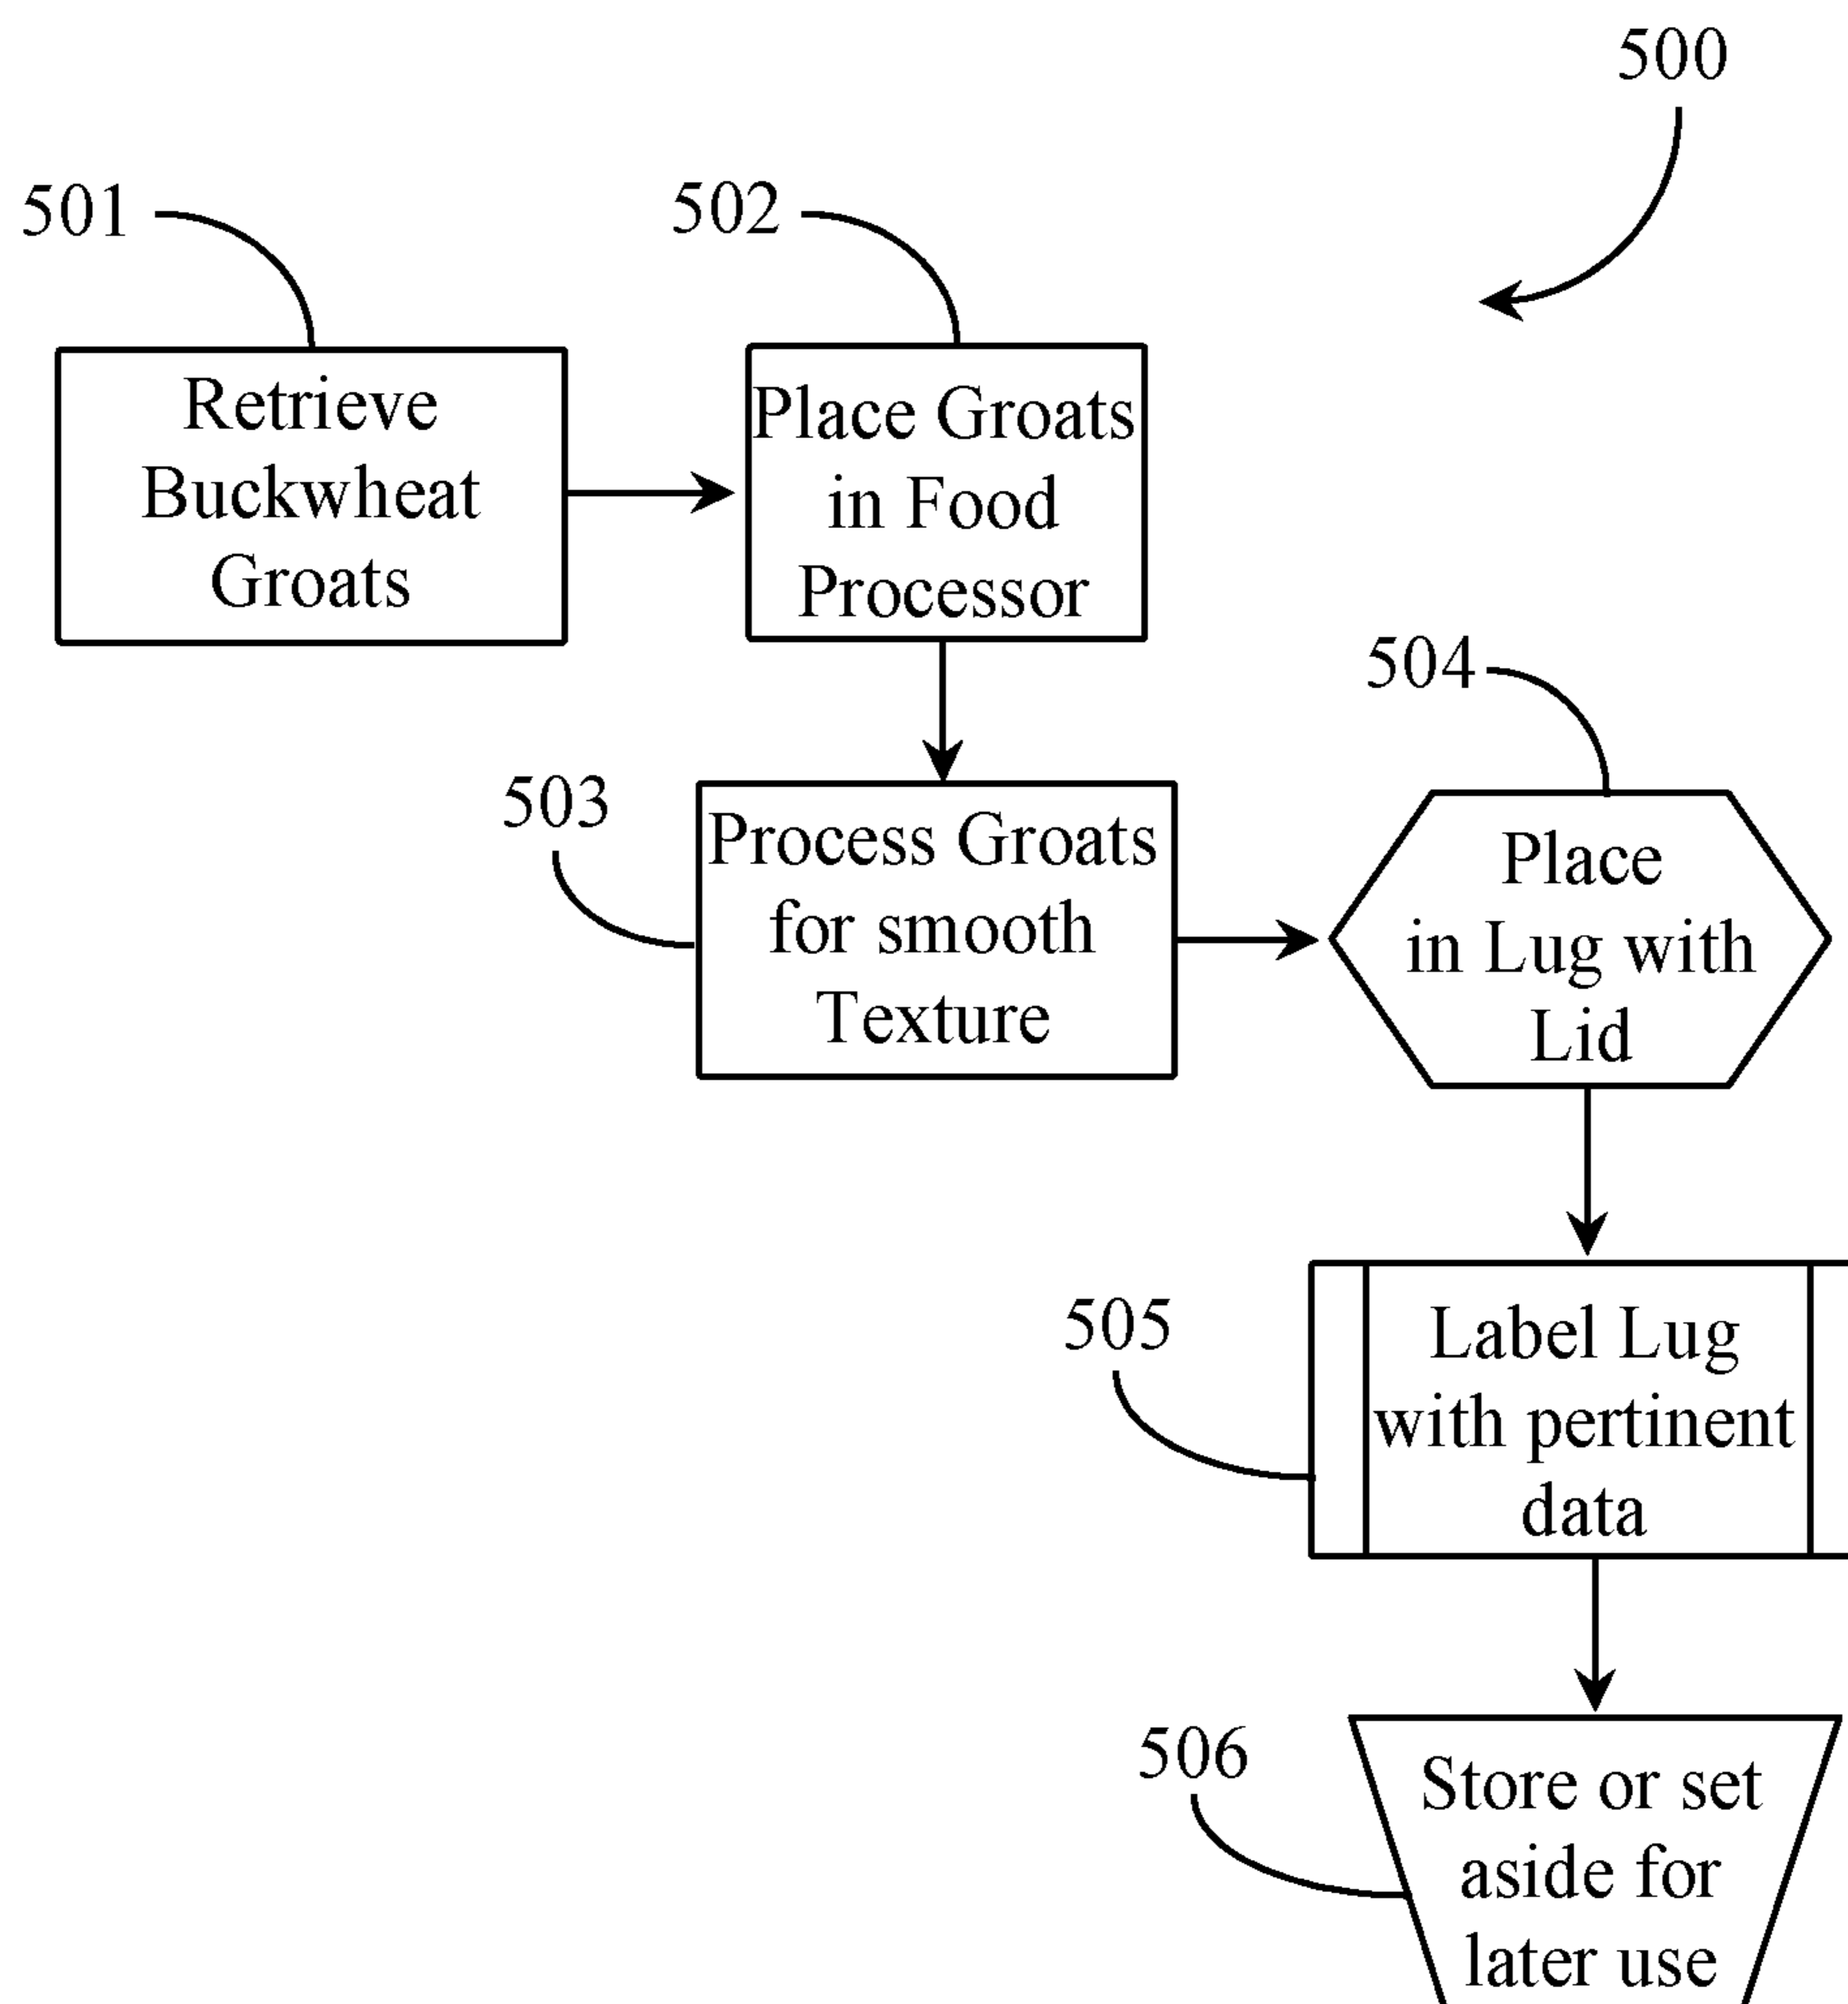 500
501
Retrieve
Buckwheat
Groats
502
Place Groats
in Food
Processor
503
Process Groats
for smooth
Texture
504
Place
in Lug with
Lid
505
Label Lug
with pertinent
data
506
Store or set
aside for
later use